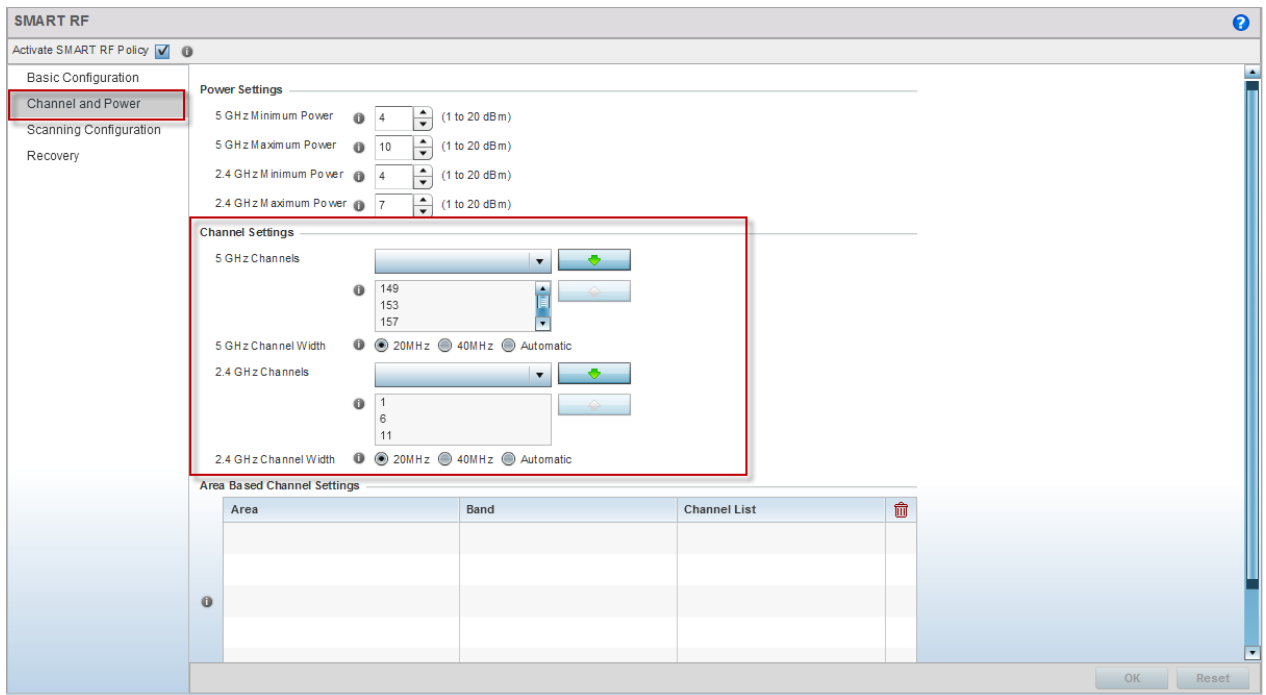 SMART RF
Activate SMART RF Policy
Basic Configuration
Channel and Power
Scanning Configuration
Recovery
Power Settings
5 GHz Minimum Power 4 (1 to 20 dBm)
5 GHz Maximum Power 10 (1 to 20 dBm)
2.4 GHz Minimum Power 4 (1 to 20 dBm)
2.4 GHz Maximum Power 7 (1 to 20 dBm)
Channel Settings
5 GHz Channels
149
153
157
5 GHz Channel Width 20MHz 40MHz Automatic
2.4 GHz Channels
1
6
11
2.4 GHz Channel Width 20MHz 40MHz Automatic
Area Based Channel Settings
Area Band Channel List
OK Reset